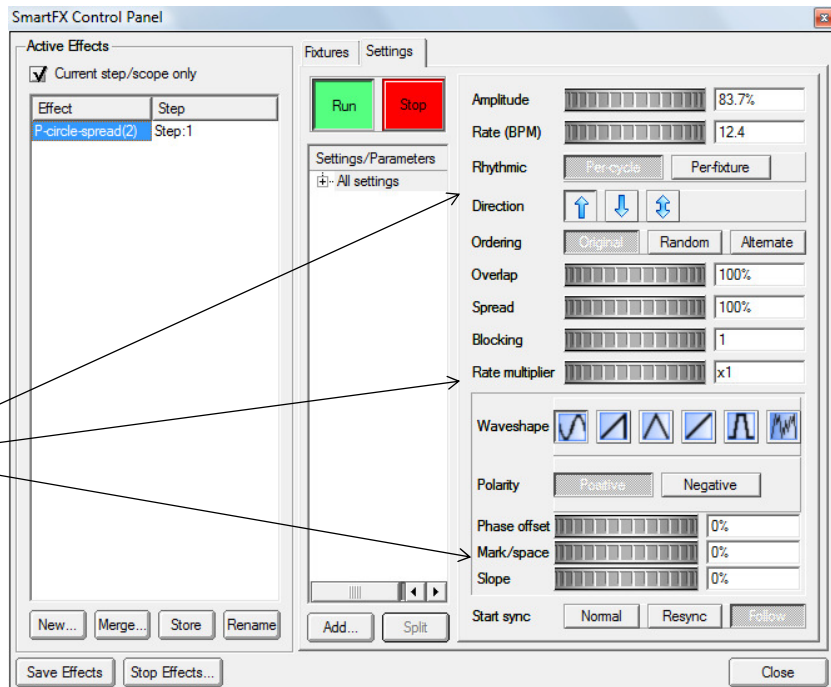 SmartFX Control Panel
Active Effects
Current step/scope only
Effect Step
P-circle-spread(2) Step:1
New... Merge... Store Rename
Save Effects Stop Effects...
Fixtures Settings
Run Stop
Settings/Parameters
All settings
Add... Split
Amplitude 83.7%
Rate (BPM) 12.4
Rhythmic Per-cycle Per-fixture
Direction
Ordering Original Random Alternate
Overlap 100%
Spread 100%
Blocking 1
Rate multiplier x1
Waveshape
Polarity Positive Negative
Phase offset 0%
Mark/space 0%
Slope 0%
Start sync Normal Resync Follow
Close